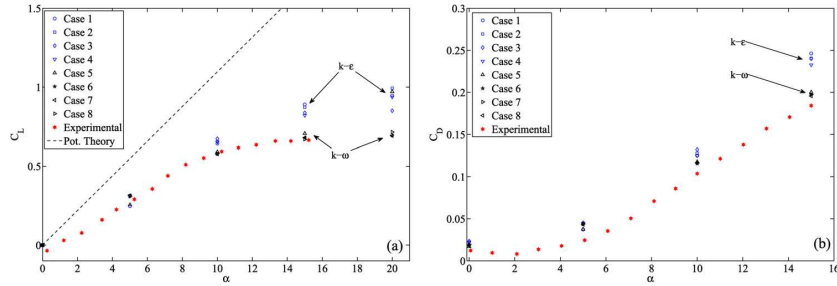 1.5
1
0.5
0
C_L
0 2 4 6 8 10 12 14 16 18 20
α
Case 1
Case 2
Case 3
Case 4
Case 5
Case 6
Case 7
Case 8
Experimental
Pot. Theory
k−ε
k−ω
(a)
0.3
0.25
0.2
0.15
0.1
0.05
0
C_D
0 2 4 6 8 10 12 14 16
α
Case 1
Case 2
Case 3
Case 4
Case 5
Case 6
Case 7
Case 8
Experimental
k−ε
k−ω
(b)